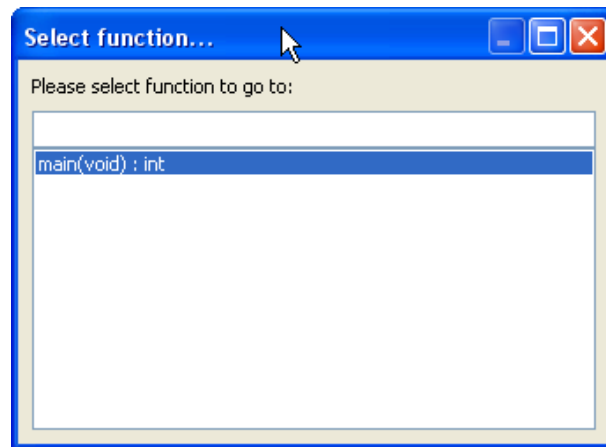 Select function...
Please select function to go to:
main(void) : int